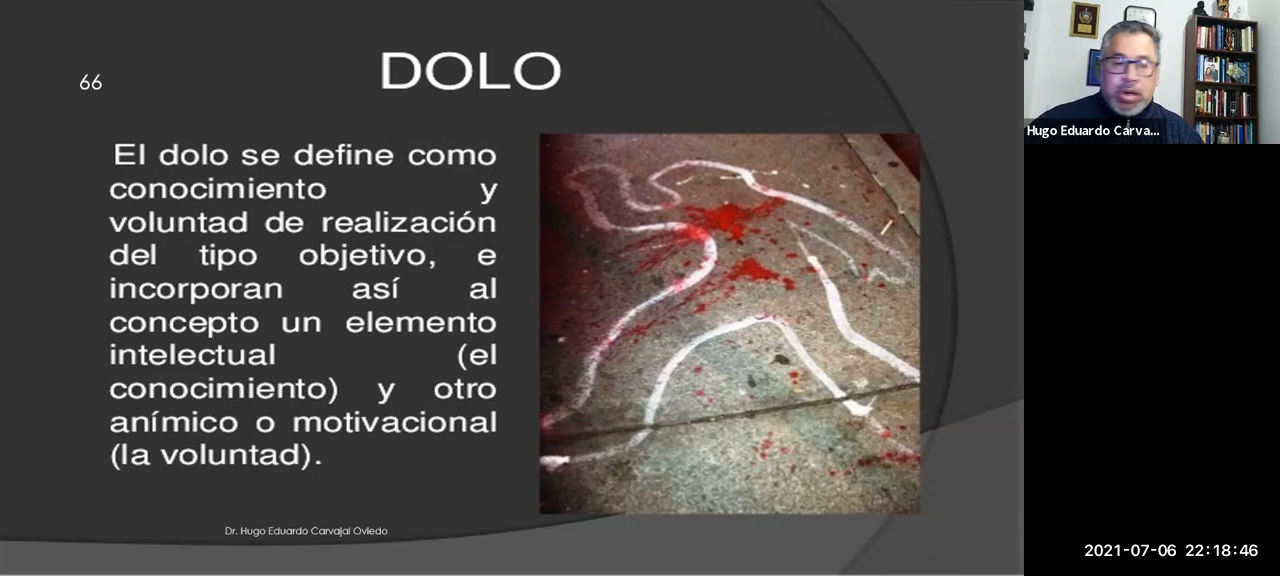 DOLO
66
El dolo se define como
conocimiento y
voluntad de realización
del tipo objetivo, e
incorporan así al
concepto un elemento
intelectual (el
conocimiento) y otro
anímico o motivacional
(la voluntad).
Dr. Hugo Eduardo Carvajal Oviedo
Hugo Eduardo Carva...
2021-07-06 22:18:46